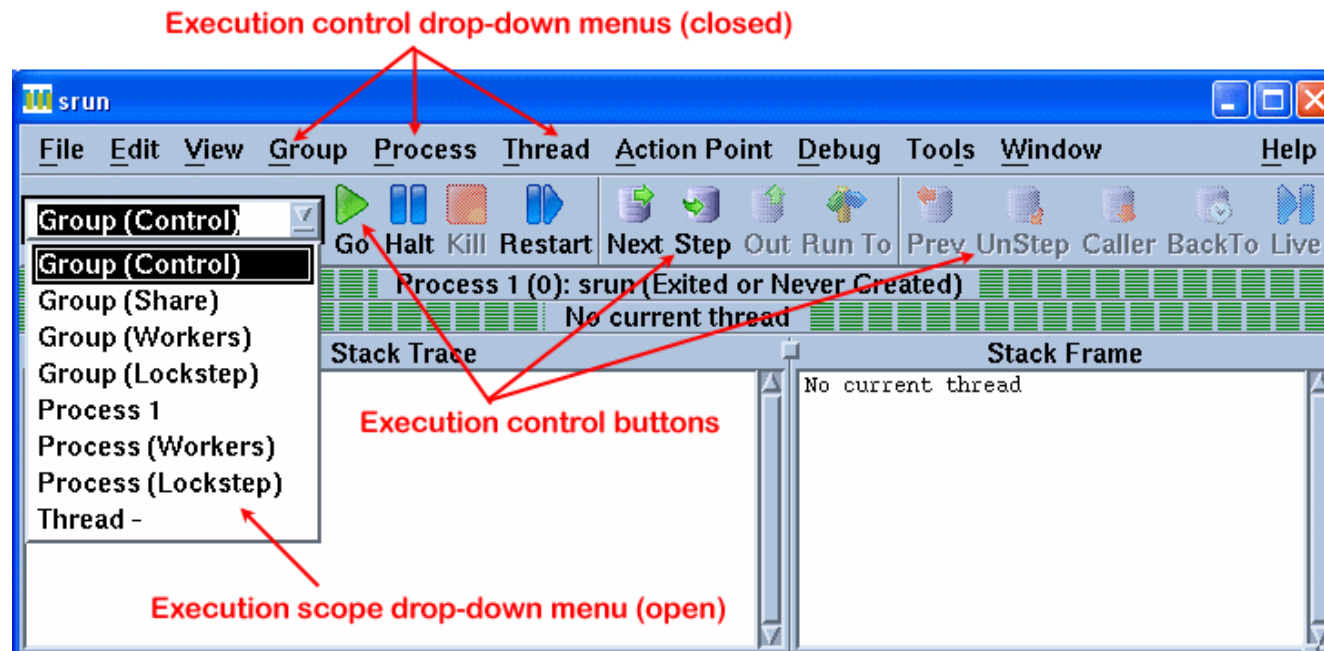 Execution control drop-down menus (closed)
srun
File Edit View Group Process Thread Action Point Debug Tools Window Help
Group (Control)
Go Halt Kill Restart Next Step Out Run To Prev UnStep Caller BackTo Live
Group (Control)
Group (Share)
Group (Workers)
Group (Lockstep)
Process 1
Process (Workers)
Process (Lockstep)
Thread -
Process 1 (0): srun (Exited or Never Created)
No current thread
Stack Trace
Stack Frame
No current thread
Execution control buttons
Execution scope drop-down menu (open)